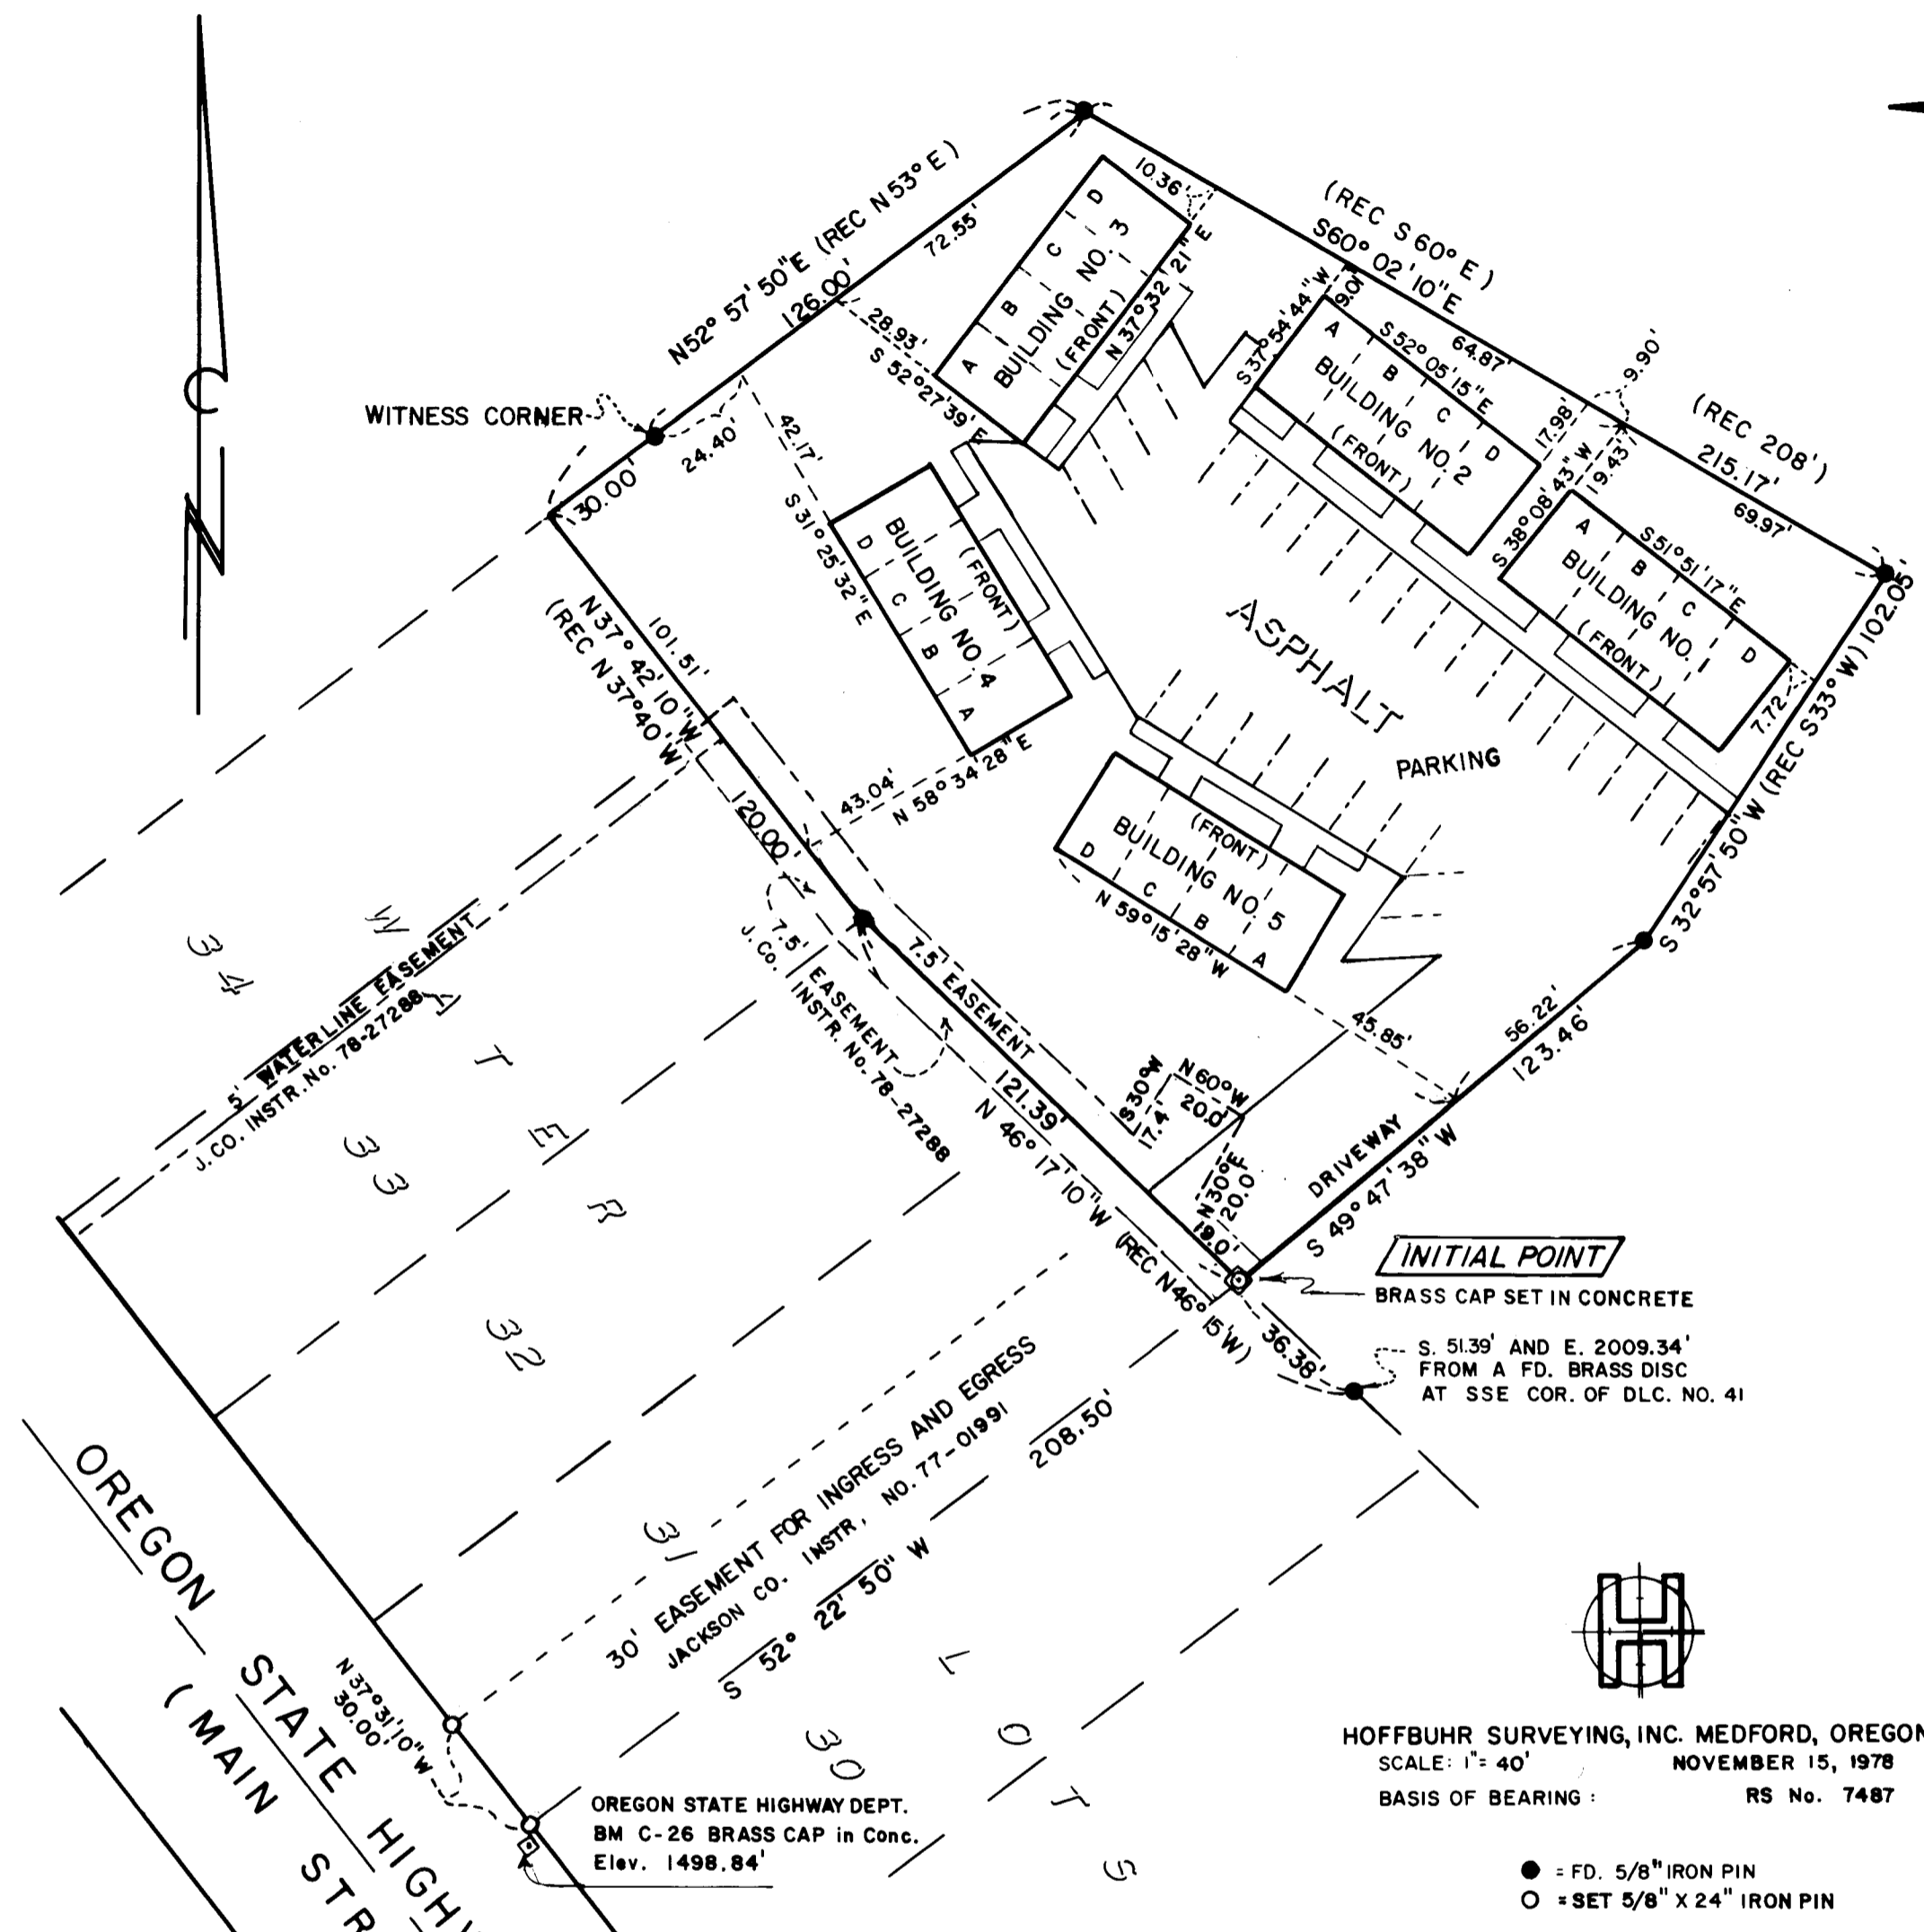 N
(REC S 60° E)
S60° 02' 10" E
N52° 57' 50" E (REC N 53° E)
126.00'
72.55'
10.36'
N 37° 32' 21" E
D
C
B
A
BUILDING NO. 3
(FRONT)
28.93'
S 52° 27' 39" E
S 37° 54' 44" W
19.01'
S 52° 05' 15" E
64.87'
9.90'
A
B
C
D
BUILDING NO. 2
(FRONT)
17.98'
S 38° 08' 43" W
19.43'
(REC 208')
215.17'
69.97'
S 51° 51' 17" E
A
B
C
D
BUILDING NO. 1
(FRONT)
7.72'
S 32° 57' 50" W (REC S 33° W) 102.05'
WITNESS CORNER
24.40'
30.00'
42.17'
S 31° 25' 32" E
BUILDING NO. 4
(FRONT)
D
C
B
A
ASPHALT
PARKING
N 37° 42' 10" W
(REC N 37° 40' W)
101.51'
120.00'
43.04'
N 58° 34' 28" E
(FRONT)
BUILDING NO. 5
D
C
B
A
N 59° 15' 28" W
45.85'
56.22'
123.46'
DRIVEWAY
S 49° 47' 38" W
7.5' EASEMENT
J. Co. INSTR. No. 78-27288
7.5' EASEMENT
121.39'
N 46° 17' 10" W (REC N 46° 15' W)
S 30° W
17.4'
N 60° W
20.0'
N 30° E
20.0'
19.0'
36.38'
5' WATERLINE EASEMENT
J. CO. INSTR. No. 78-27288
WATER
LOTS
34
33
32
31
30
INITIAL POINT
BRASS CAP SET IN CONCRETE
S. 51.39' AND E. 2009.34'
FROM A FD. BRASS DISC
AT SSE COR. OF DLC. NO. 41
30' EASEMENT FOR INGRESS AND EGRESS
JACKSON CO. INSTR. NO. 77-01991
208.50'
S 52° 22' 50" W
N 37° 31' 10" W
30.00'
OREGON STATE HIGHW
(MAIN STR
OREGON STATE HIGHWAY DEPT.
BM C-26 BRASS CAP in Conc.
Elev. 1498.84'
H
HOFFBUHR SURVEYING, INC. MEDFORD, OREGON
SCALE: 1" = 40'
NOVEMBER 15, 1978
BASIS OF BEARING :
RS No. 7487
= FD. 5/8" IRON PIN
= SET 5/8" X 24" IRON PIN